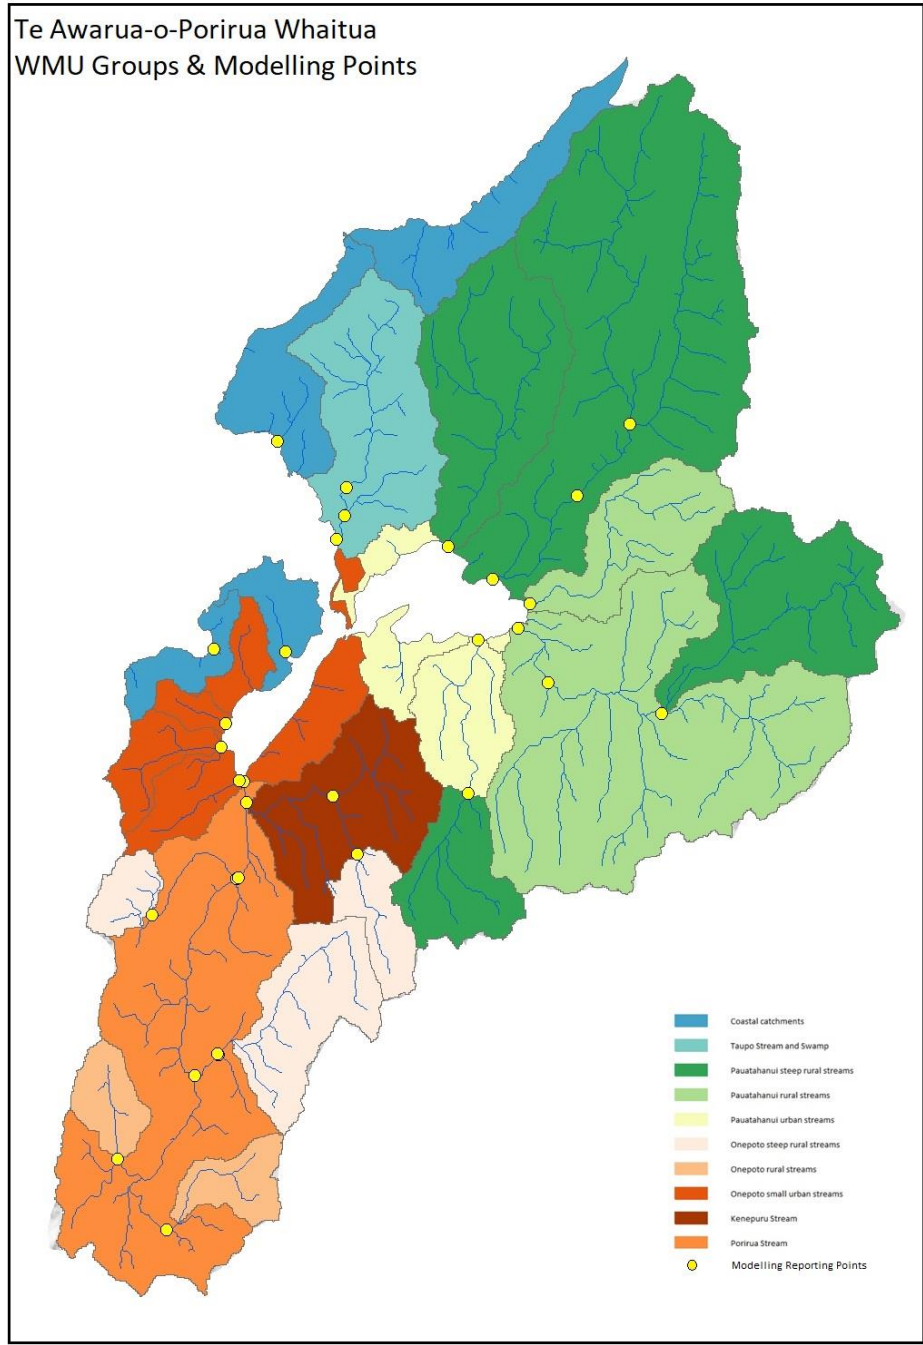 Te Awarua-o-Porirua Whaitua
WMU Groups & Modelling Points
Coastal catchments
Taupo Stream and Swamp
Pauatahanui steep rural streams
Pauatahanui rural streams
Pauatahanui urban streams
Onepoto steep rural streams
Onepoto rural streams
Onepoto small urban streams
Kenepuru Stream
Porirua Stream
Modelling Reporting Points